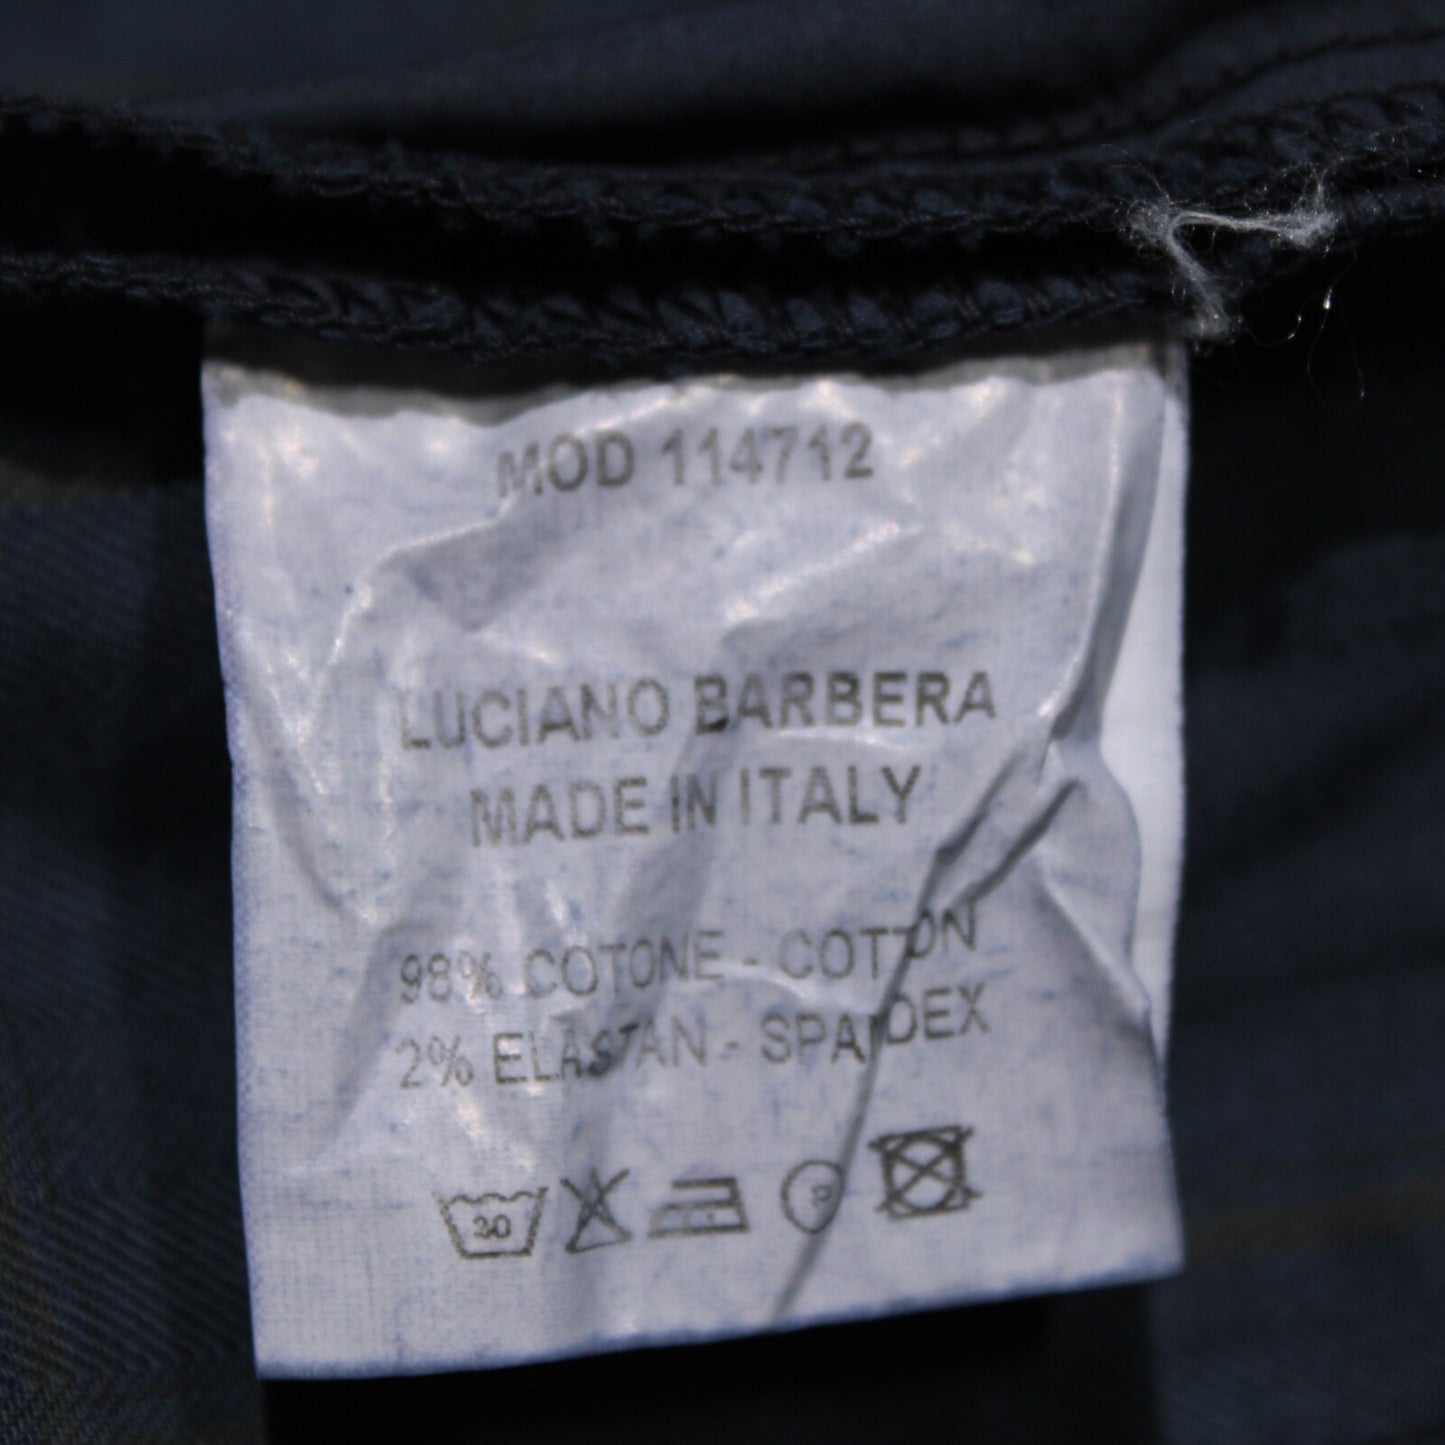 MOD 114712
LUCIANO BARBERA
MADE IN ITALY
98% COTONE - COTTON
2% ELASTAN - SPANDEX
30 P